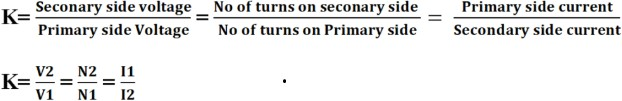 K= Seconary side voltage / Primary side Voltage = No of turns on seconary side / No of turns on Primary side = Primary side current / Secondary side current
K= V2 / V1 = N2 / N1 = I1 / I2 .